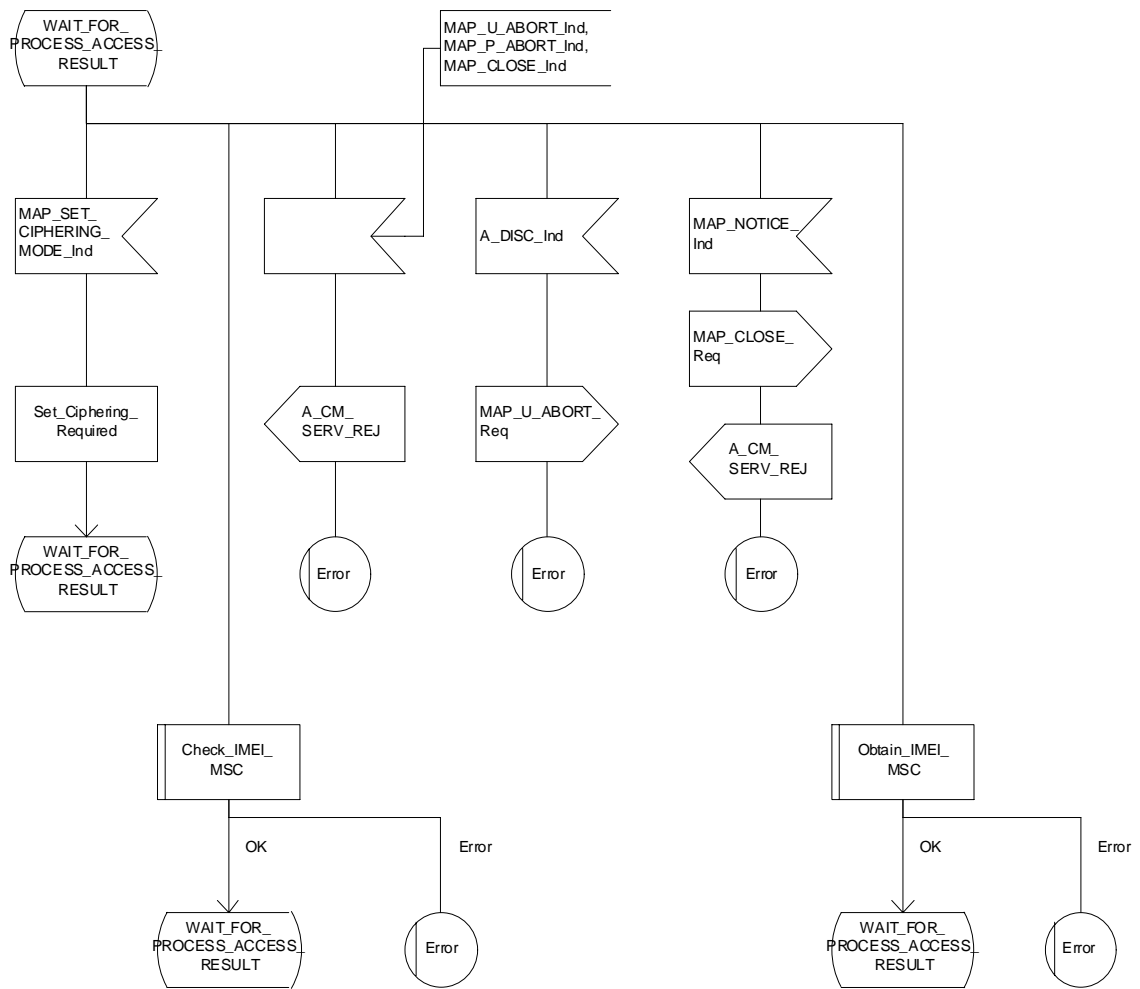 WAIT_FOR_
PROCESS_ACCESS_
RESULT
MAP_U_ABORT_Ind,
MAP_P_ABORT_Ind,
MAP_CLOSE_Ind
MAP_SET_
CIPHERING_
MODE_Ind
A_DISC_Ind
MAP_NOTICE_
Ind
MAP_CLOSE_
Req
Set_Ciphering_
Required
A_CM_
SERV_REJ
MAP_U_ABORT_
Req
A_CM_
SERV_REJ
WAIT_FOR_
PROCESS_ACCESS_
RESULT
Error
Error
Error
Check_IMEI_
MSC
Obtain_IMEI_
MSC
OK
Error
OK
Error
WAIT_FOR_
PROCESS_ACCESS_
RESULT
Error
WAIT_FOR_
PROCESS_ACCESS_
RESULT
Error